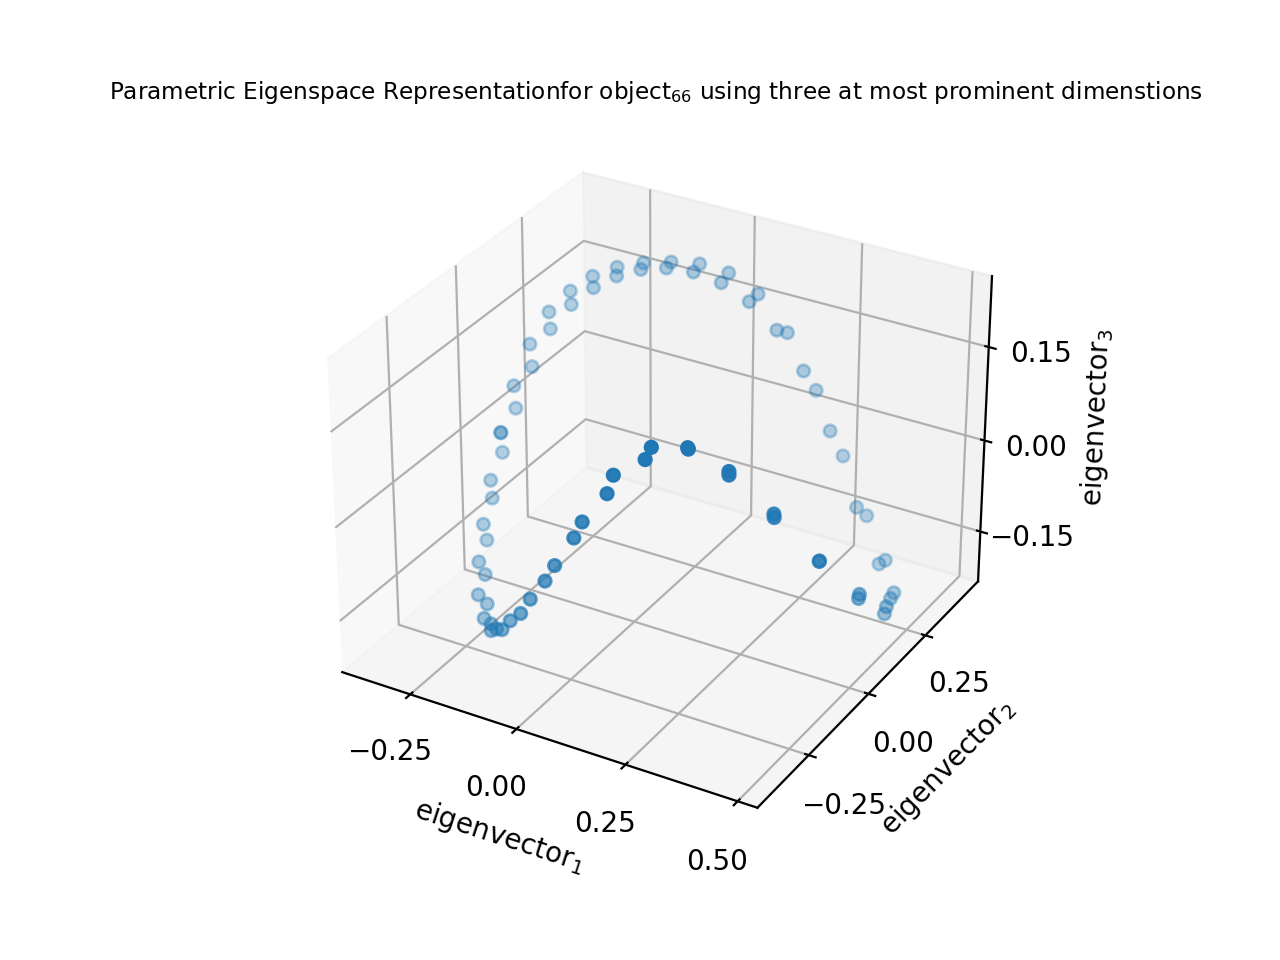 Parametric Eigenspace Representationfor object₆₆ using three at most prominent dimenstions
0.15
0.00
−0.15
eigenvector₃
0.25
0.00
−0.25
eigenvector₂
−0.25
0.00
0.25
0.50
eigenvector₁